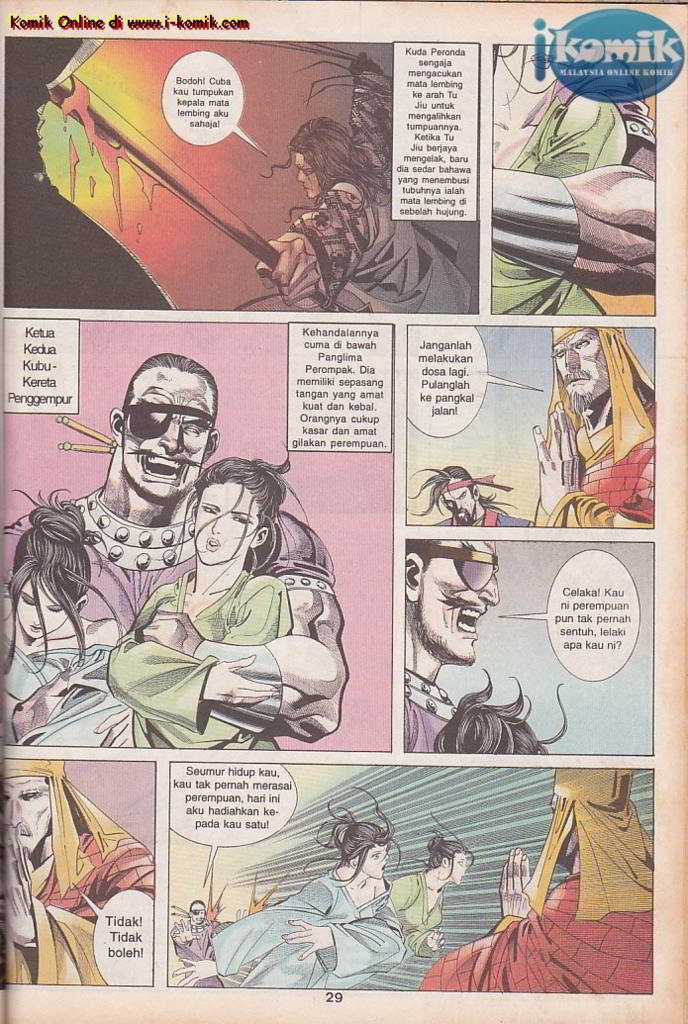 Komik Online di www.i-komik.com
ikomik
MALAYSIA ONLINE KOMIK
Bodoh! Cuba
kau tumpukan
kepala mata
lembing aku
sahaja!
Kuda Peronda
sengaja
mengacukan
mata lembing
ke arah Tu
Jiu untuk
mengalihkan
tumpuannya.
Ketika Tu
Jiu berjaya
mengelak, baru
dia sedar bahawa
yang menembusi
tubuhnya ialah
mata lembing di
sebelah hujung.
Ketua
Kedua
Kubu -
Kereta
Penggempur
Kehandalannya
cuma di bawah
Panglima
Perompak. Dia
memiliki sepasang
tangan yang amat
kuat dan kebal.
Orangnya cukup
kasar dan amat
gilakan perempuan.
Janganlah
melakukan
dosa lagi.
Pulanglah
ke pangkal
jalan!
Celaka! Kau
ni perempuan
pun tak pernah
sentuh, lelaki
apa kau ni?
Tidak!
Tidak
boleh!
Seumur hidup kau,
kau tak pernah merasai
perempuan, hari ini
aku hadiahkan ke-
pada kau satu!
29